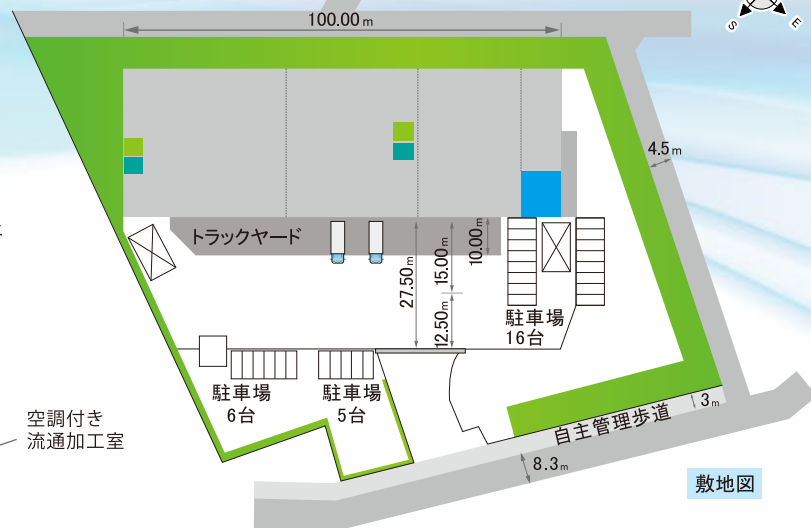 100.00m
S
E
4.5m
トラックヤード
27.50m
15.00m
10.00m
12.50m
駐車場
16台
駐車場
6台
駐車場
5台
空調付き
流通加工室
3m
自主管理歩道
8.3m
敷地図